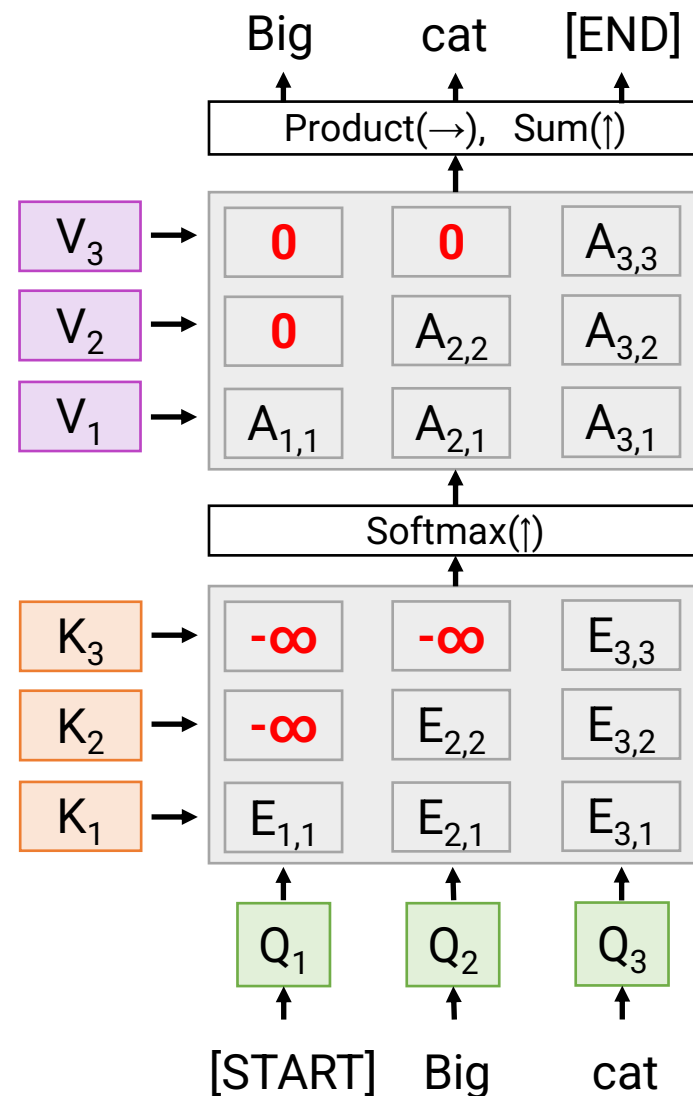 Big cat [END]
Product(→), Sum(↑)
V3 0 0 A3,3
V2 0 A2,2 A3,2
V1 A1,1 A2,1 A3,1
Softmax(↑)
K3 -∞ -∞ E3,3
K2 -∞ E2,2 E3,2
K1 E1,1 E2,1 E3,1
Q1 Q2 Q3
[START] Big cat